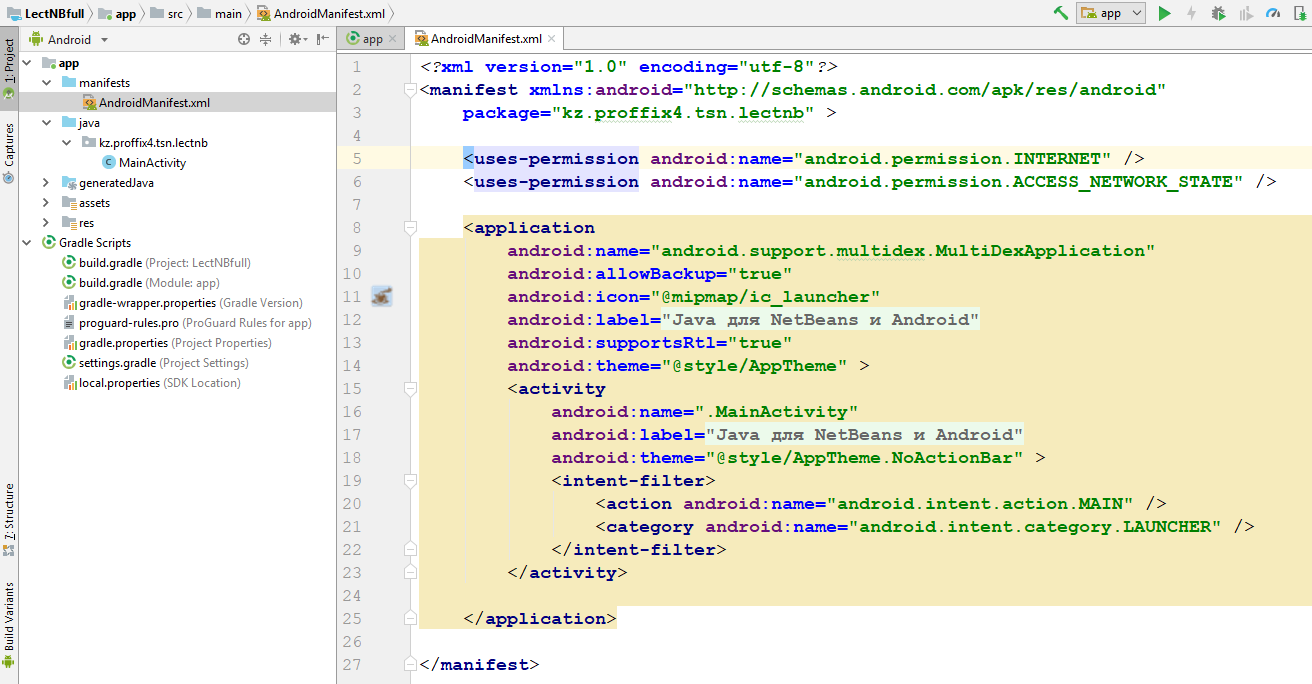 LectNBfull app src main AndroidManifest.xml app
1: Project
Captures
7: Structure
Build Variants
Android
app
manifests
AndroidManifest.xml
java
kz.proffix4.tsn.lectnb
MainActivity
generatedJava
assets
res
Gradle Scripts
build.gradle (Project: LectNBfull)
build.gradle (Module: app)
gradle-wrapper.properties (Gradle Version)
proguard-rules.pro (ProGuard Rules for app)
gradle.properties (Project Properties)
settings.gradle (Project Settings)
local.properties (SDK Location)
app AndroidManifest.xml
1 <?xml version="1.0" encoding="utf-8"?>
2 <manifest xmlns:android="http://schemas.android.com/apk/res/android"
3 package="kz.proffix4.tsn.lectnb" >
4
5 <uses-permission android:name="android.permission.INTERNET" />
6 <uses-permission android:name="android.permission.ACCESS_NETWORK_STATE" />
7
8 <application
9 android:name="android.support.multidex.MultiDexApplication"
10 android:allowBackup="true"
11 android:icon="@mipmap/ic_launcher"
12 android:label="Java для NetBeans и Android"
13 android:supportsRtl="true"
14 android:theme="@style/AppTheme" >
15 <activity
16 android:name=".MainActivity"
17 android:label="Java для NetBeans и Android"
18 android:theme="@style/AppTheme.NoActionBar" >
19 <intent-filter>
20 <action android:name="android.intent.action.MAIN" />
21 <category android:name="android.intent.category.LAUNCHER" />
22 </intent-filter>
23 </activity>
24
25 </application>
26
27 </manifest>